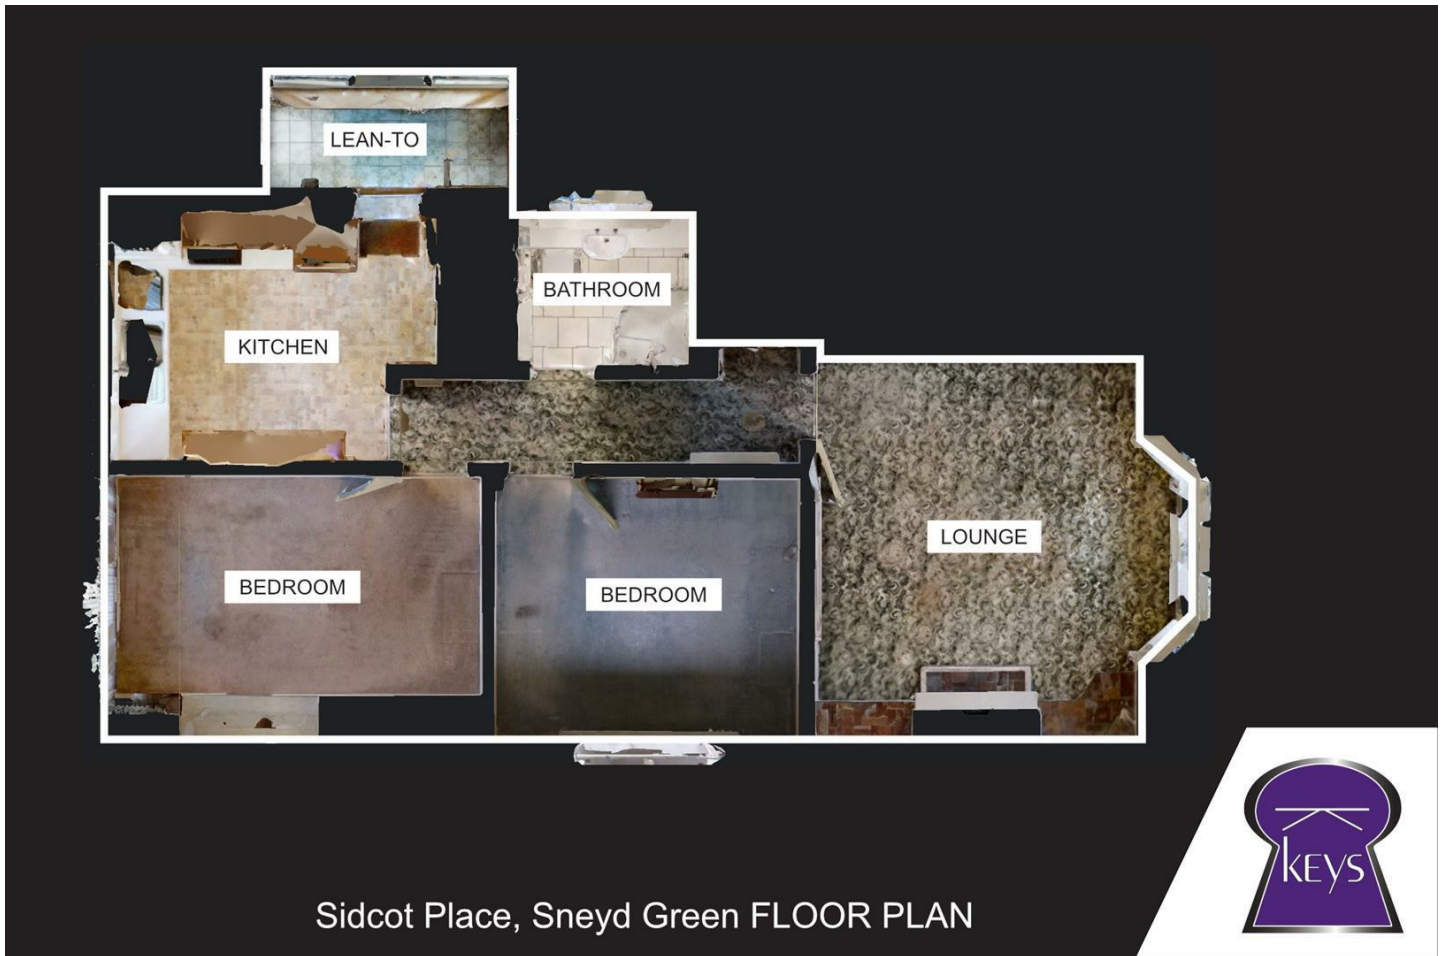 LEAN-TO
BATHROOM
KITCHEN
LOUNGE
BEDROOM
BEDROOM
KEYS
Sidcot Place, Sneyd Green FLOOR PLAN